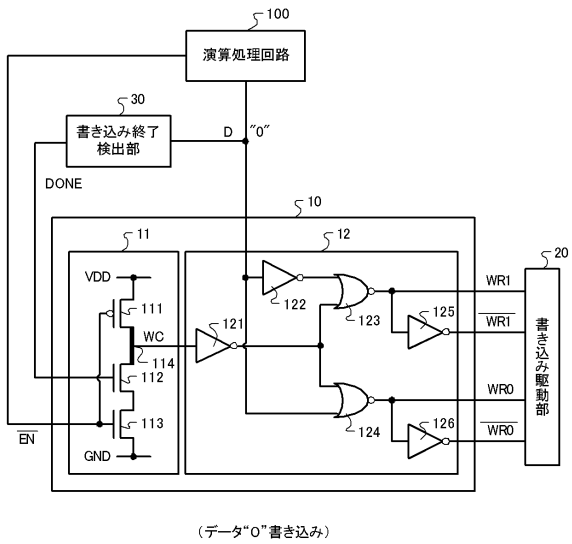 100
演算処理回路
30
書き込み終了
検出部
D
"0"
DONE
10
11
12
VDD
111
WC
114
112
113
EN
GND
121
122
123
124
125
126
WR1
WR1
WR0
WR0
20
書き込み駆動部
(データ“0”書き込み)